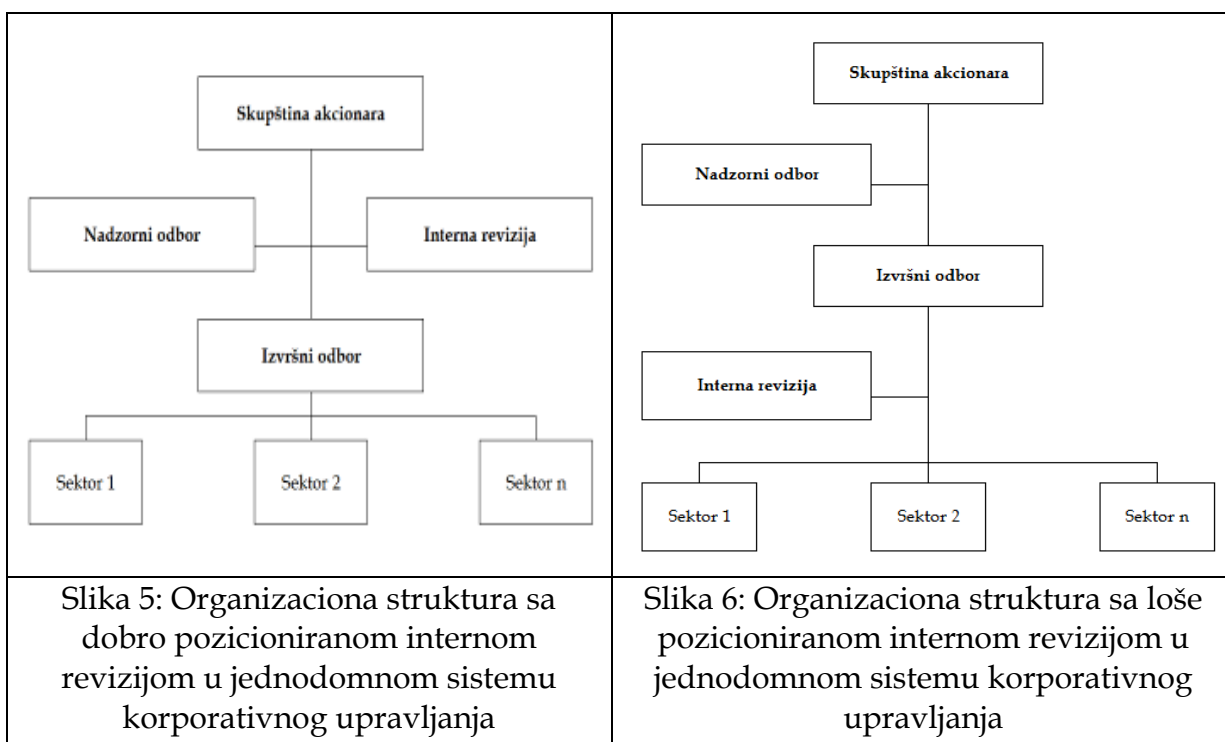 Skupština akcionara
Nadzorni odbor
Interna revizija
Izvršni odbor
Sektor 1
Sektor 2
Sektor n
Slika 5: Organizaciona struktura sa
dobro pozicioniranom internom
revizijom u jednodomnom sistemu
korporativnog upravljanja
Skupština akcionara
Nadzorni odbor
Izvršni odbor
Interna revizija
Sektor 1
Sektor 2
Sektor n
Slika 6: Organizaciona struktura sa loše
pozicioniranom internom revizijom u
jednodomnom sistemu korporativnog
upravljanja